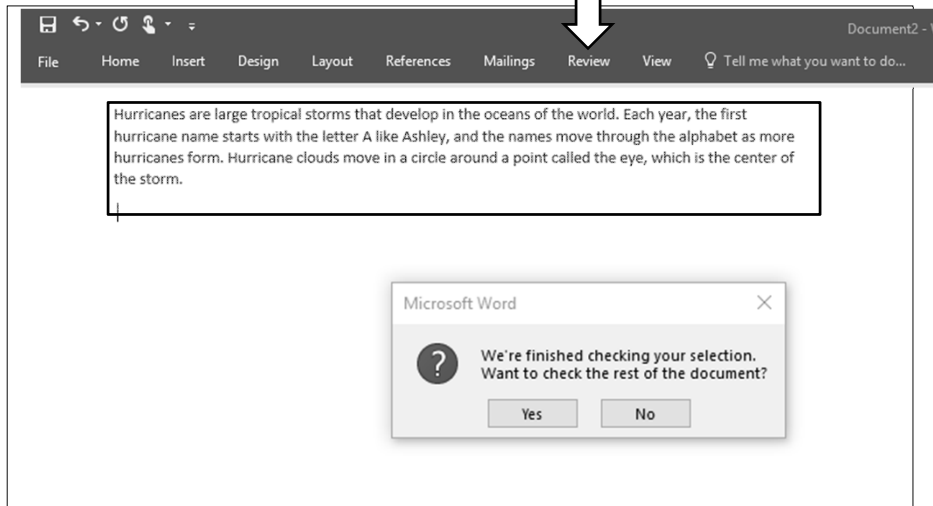 Document2 -
File Home Insert Design Layout References Mailings Review View Tell me what you want to do...
Hurricanes are large tropical storms that develop in the oceans of the world. Each year, the first
hurricane name starts with the letter A like Ashley, and the names move through the alphabet as more
hurricanes form. Hurricane clouds move in a circle around a point called the eye, which is the center of
the storm.
Microsoft Word
We're finished checking your selection.
Want to check the rest of the document?
Yes No